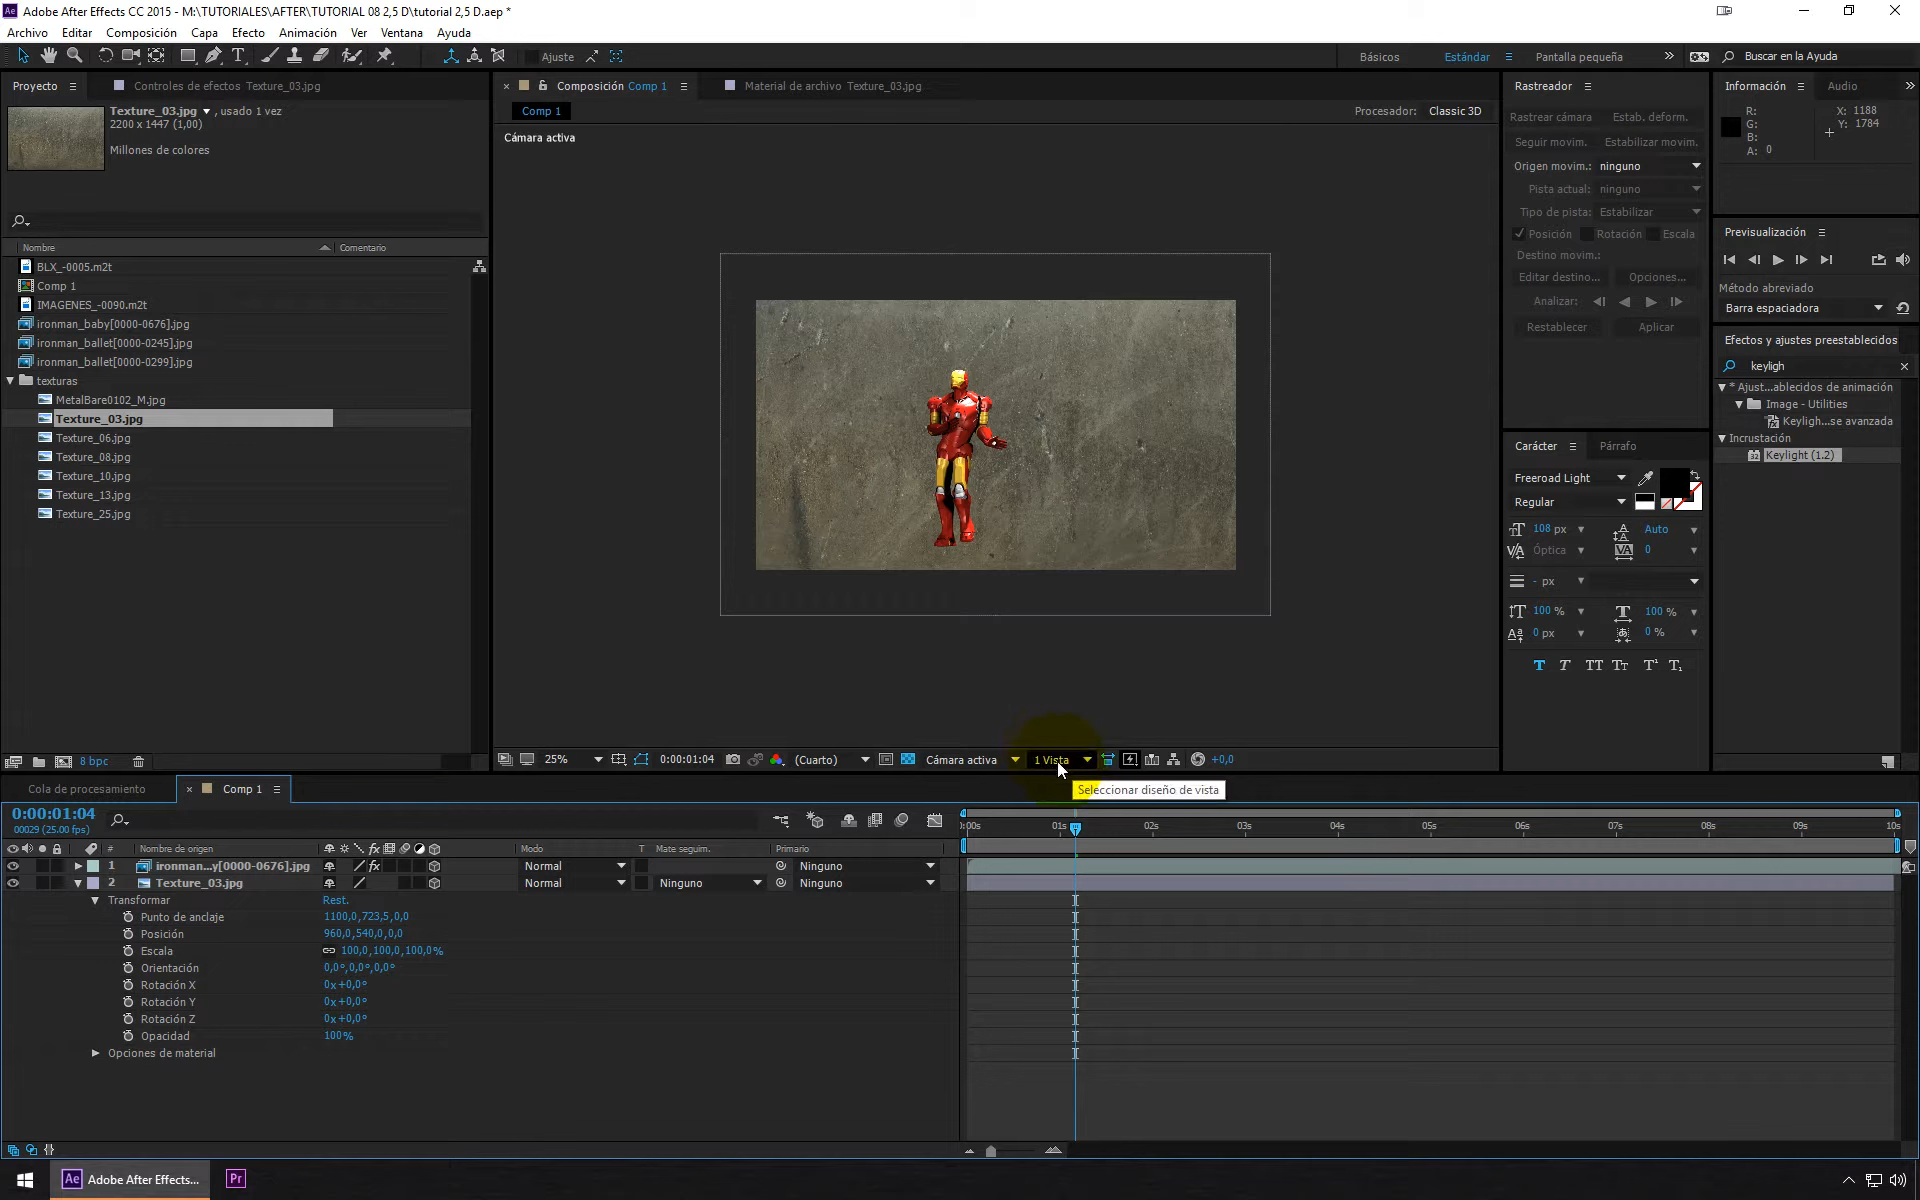 Adobe After Effects CC 2015 - M:\TUTORIALES\AFTER\TUTORIAL 08 2,5 D\tutorial 2,5 D.aep *
Archivo Editar Composición Capa Efecto Animación Ver Ventana Ayuda
Ajuste Básicos Estándar Pantalla pequeña Buscar en la Ayuda
Proyecto Controles de efectos Texture_03.jpg
Texture_03.jpg , usado 1 vez
2200 x 1447 (1,00)
Millones de colores
Nombre Comentario
BLX_-0005.m2t
Comp 1
IMAGENES_-0090.m2t
ironman_baby[0000-0676].jpg
ironman_ballet[0000-0245].jpg
ironman_ballet[0000-0299].jpg
texturas
MetalBare0102_M.jpg
Texture_03.jpg
Texture_06.jpg
Texture_08.jpg
Texture_10.jpg
Texture_13.jpg
Texture_25.jpg
8 bpc
Composición Comp 1 Material de archivo Texture_03.jpg
Comp 1 Procesador: Classic 3D
Cámara activa
25% 0:00:01:04 (Cuarto) Cámara activa 1 Vista +0,0
Seleccionar diseño de vista
Rastreador
Rastrear cámara Estab. deform.
Seguir movim. Estabilizar movim.
Origen movim.: ninguno
Pista actual: ninguno
Tipo de pista: Estabilizar
Posición Rotación Escala
Destino movim.:
Editar destino... Opciones...
Analizar:
Restablecer Aplicar
Carácter Párrafo
Freeroad Light
Regular
108 px Auto
Óptica 0
- px
100 % 100 %
0 px 0 %
T T TT Tт T¹ T₁
Información Audio
R: X: 1188
G: Y: 1784
B:
A: 0
Previsualización
Método abreviado
Barra espaciadora
Efectos y ajustes preestablecidos
keyligh
* Ajust...ablecidos de animación
Image - Utilities
Keyligh...se avanzada
Incrustación
Keylight (1.2)
Cola de procesamiento Comp 1
0:00:01:04
00029 (25.00 fps)
# Nombre de origen Modo T Mate seguim. Primario
1 ironman...y[0000-0676].jpg Normal Ninguno
2 Texture_03.jpg Normal Ninguno Ninguno
Transformar Rest.
Punto de anclaje 1100,0,723,5,0,0
Posición 960,0,540,0,0,0
Escala 100,0,100,0,100,0%
Orientación 0,0°,0,0°,0,0°
Rotación X 0x+0,0°
Rotación Y 0x+0,0°
Rotación Z 0x+0,0°
Opacidad 100%
Opciones de material
:00s 01s 02s 03s 04s 05s 06s 07s 08s 09s 10s
Ae Adobe After Effects... Pr